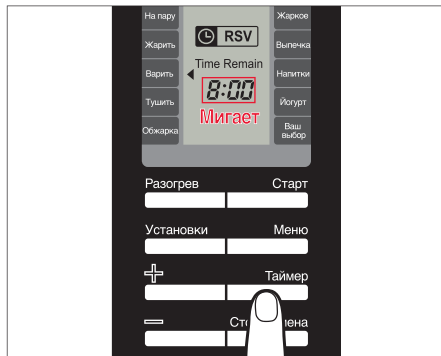 На пару
Жарить
Варить
Тушить
Обжарка
RSV
Time Remain
8:00
Мигает
Жаркое
Выпечка
Напитки
Йогурт
Ваш
выбор
Разогрев Старт
Установки Меню
Таймер